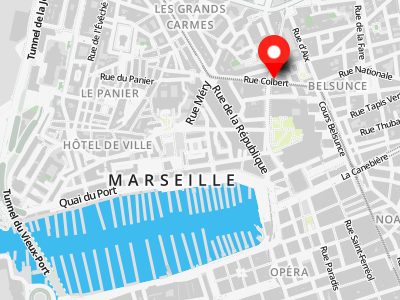 LES GRANDS
CARMES
Tunnel de la Jo
Rue de l'Évêché
Rue d'Aix
Rue de la Fare
Rue du Panier
Rue Colbert
Rue Nationale
BELSUNCE
LE PANIER
Rue Méry
Rue de la République
Cours Belsunce
Rue Tapis Ver
Rue Thuba
HÔTEL DE VILLE
La Canebière
MARSEILLE
Quai du Port
Tunnel du Vieux-Port
NOA
Rue Saint-Ferréol
Rue Paradis
OPÉRA